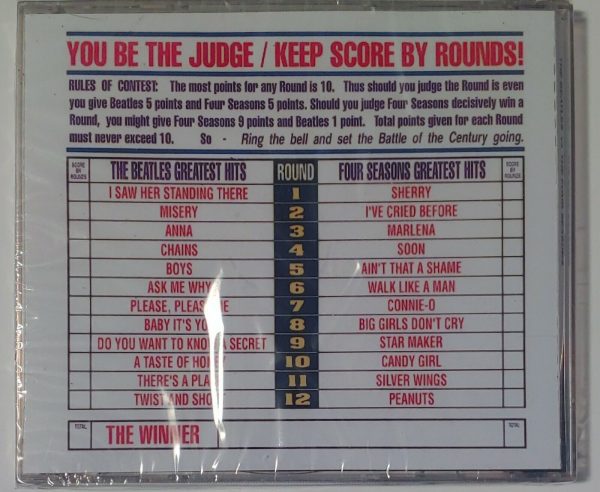 YOU BE THE JUDGE / KEEP SCORE BY ROUNDS!
RULES OF CONTEST: The most points for any Round is 10. Thus should you judge the Round is even
you give Beatles 5 points and Four Seasons 5 points. Should you judge Four Seasons decisively win a
Round, you might give Four Seasons 9 points and Beatles 1 point. Total points given for each Round
must never exceed 10. So - Ring the bell and set the Battle of the Century going.
SCORE BY ROUNDS THE BEATLES GREATEST HITS ROUND FOUR SEASONS GREATEST HITS SCORE BY ROUNDS
I SAW HER STANDING THERE 1 SHERRY
MISERY 2 I'VE CRIED BEFORE
ANNA 3 MARLENA
CHAINS 4 SOON
BOYS 5 AIN'T THAT A SHAME
ASK ME WHY 6 WALK LIKE A MAN
PLEASE, PLEASE ME 7 CONNIE-O
BABY IT'S YOU 8 BIG GIRLS DON'T CRY
DO YOU WANT TO KNOW A SECRET 9 STAR MAKER
A TASTE OF HONEY 10 CANDY GIRL
THERE'S A PLACE 11 SILVER WINGS
TWIST AND SHOUT 12 PEANUTS
TOTAL THE WINNER TOTAL